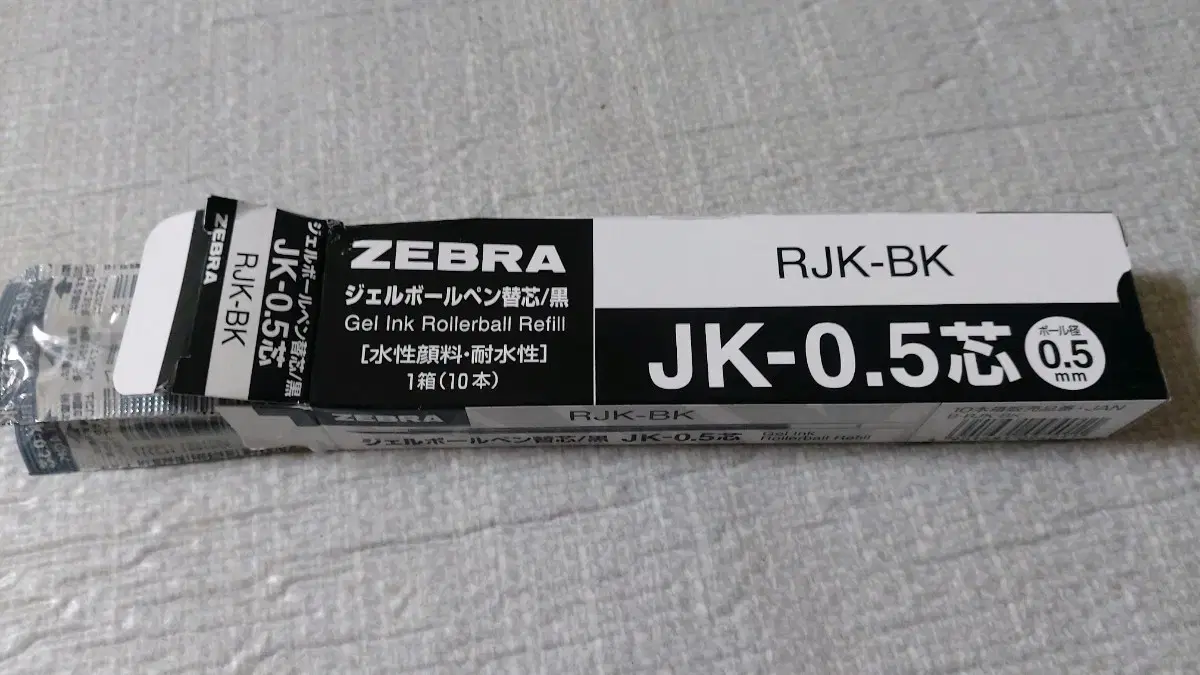 ZEBRA
ジェルボールペン替芯/黒
Gel Ink Rollerball Refill
[水性顔料・耐水性]
1箱(10本)
RJK-BK
JK-0.5芯
ボール径
0.5
mm
ジェルボールペン替芯/黒
JK-0.5芯
RJK-BK
ZEBRA
ZEBRA
RJK-BK
ジェルボールペン替芯/黒 JK-0.5芯
Gel Ink
Rollerball Refill